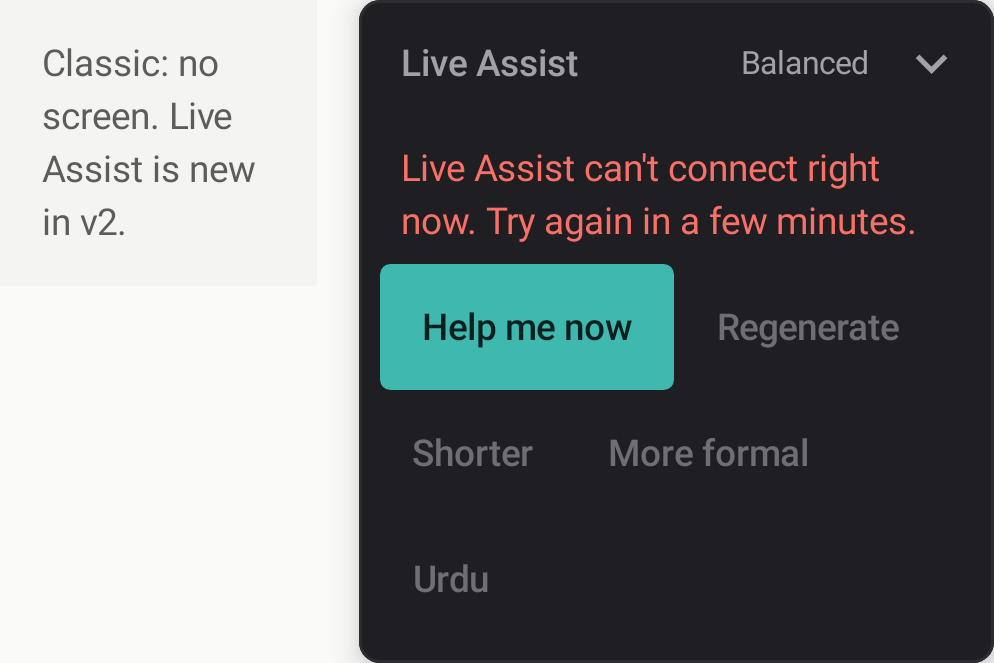 Classic: no
screen. Live
Assist is new
in v2.
Live Assist
Balanced
Live Assist can't connect right
now. Try again in a few minutes.
Help me now
Regenerate
Shorter
More formal
Urdu